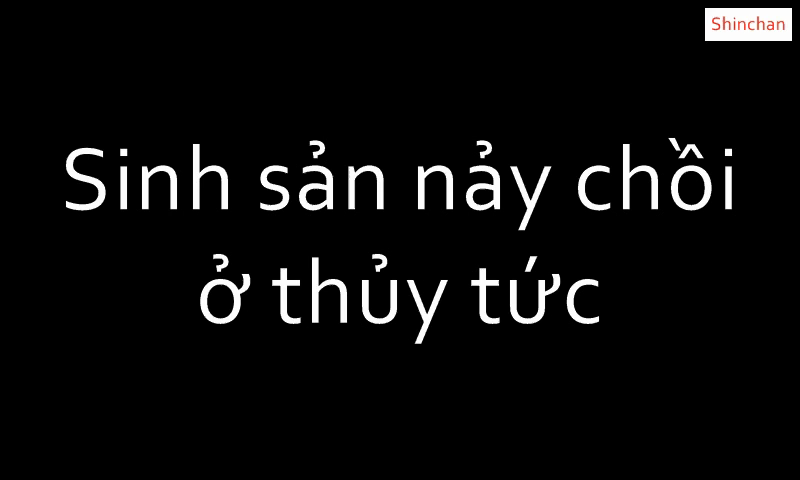 Shinchan
Sinh sản nảy chồi
ở thủy tức